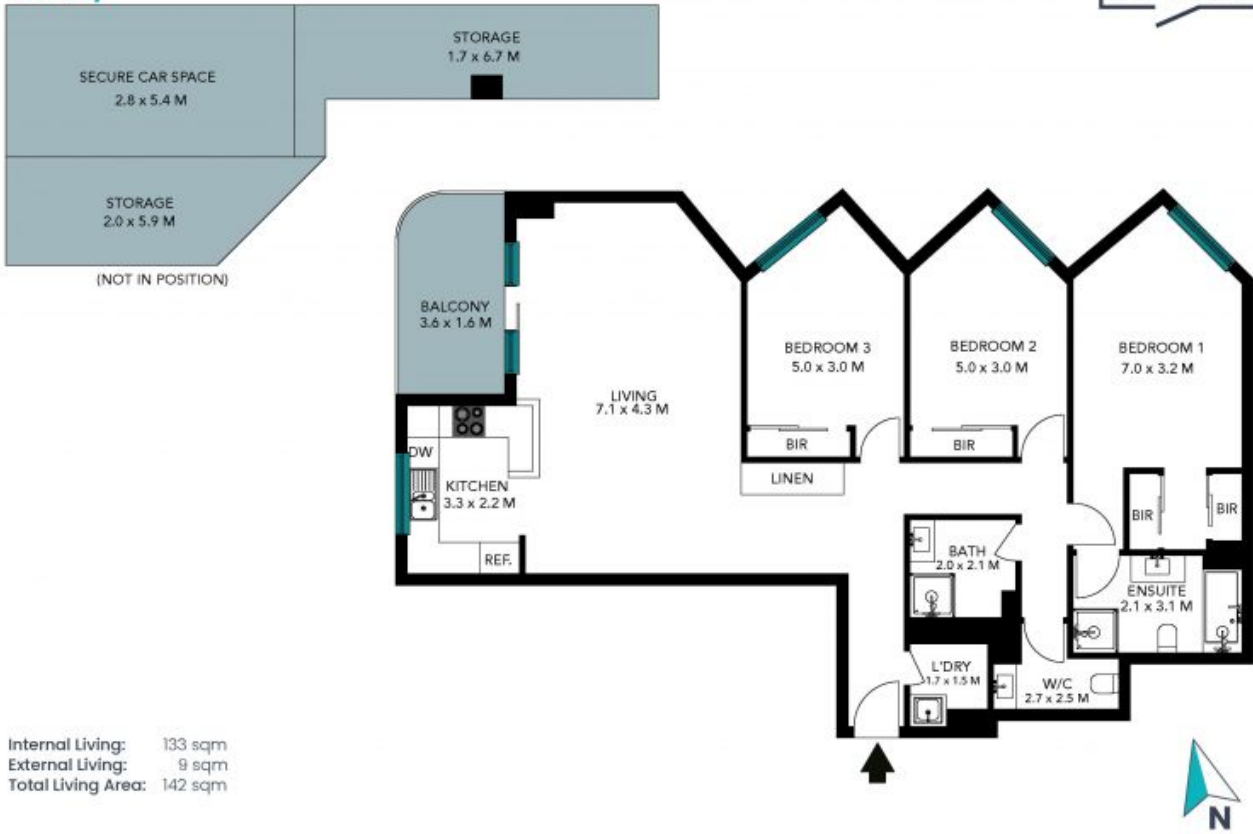 STORAGE
1.7 x 6.7 M
SECURE CAR SPACE
2.8 x 5.4 M
STORAGE
2.0 x 5.9 M
(NOT IN POSITION)
BALCONY
3.6 x 1.6 M
LIVING
7.1 x 4.3 M
BEDROOM 3
5.0 x 3.0 M
BEDROOM 2
5.0 x 3.0 M
BEDROOM 1
7.0 x 3.2 M
BIR
BIR
LINEN
BIR
BIR
DW
KITCHEN
3.3 x 2.2 M
REF.
BATH
2.0 x 2.1 M
ENSUITE
2.1 x 3.1 M
L'DRY
1.7 x 1.5 M
W/C
2.7 x 2.5 M
Internal Living: 133 sqm
External Living: 9 sqm
Total Living Area: 142 sqm
N